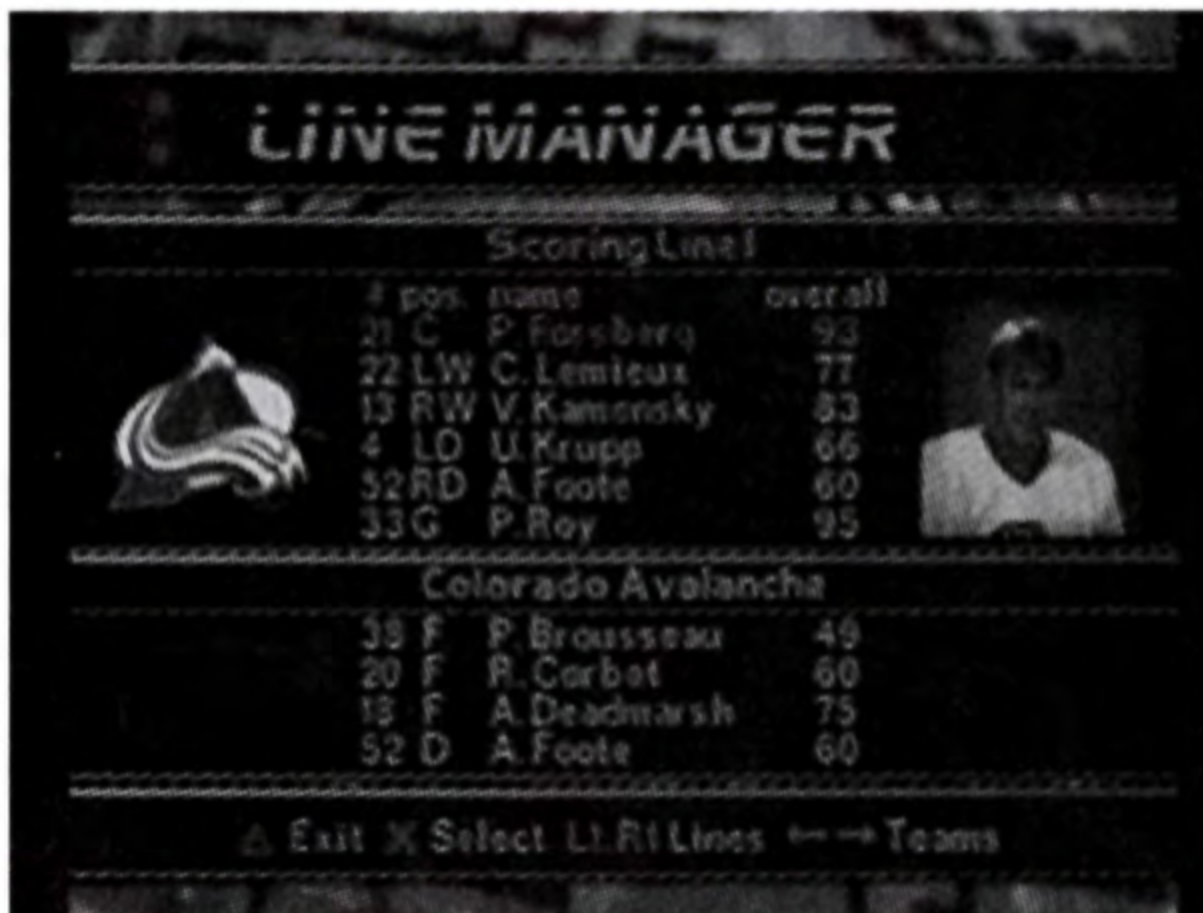 LINE MANAGER
Scoring Line 1
# pos. name overall
21 C P. Forsberg 93
22 LW C. Lemieux 77
13 RW V. Kamensky 83
4 LD U. Krupp 66
52 RD A. Foote 60
33 G P. Roy 95
Colorado Avalanche
38 F P. Brousseau 49
20 F R. Corbet 60
18 F A. Deadmarsh 75
52 D A. Foote 60
△ Exit X Select L1,R1 Lines ←→ Teams